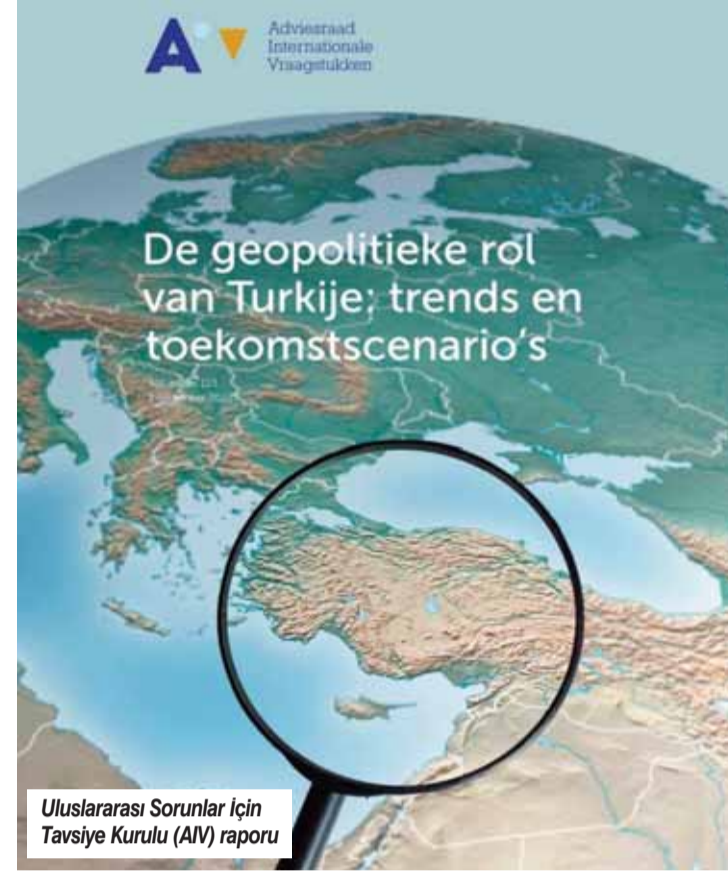 Adviesraad
Internationale
Vraagstukken
De geopolitieke rol
van Turkije: trends en
toekomstscenario's
Uluslararası Sorunlar İçin
Tavsiye Kurulu (AIV) raporu